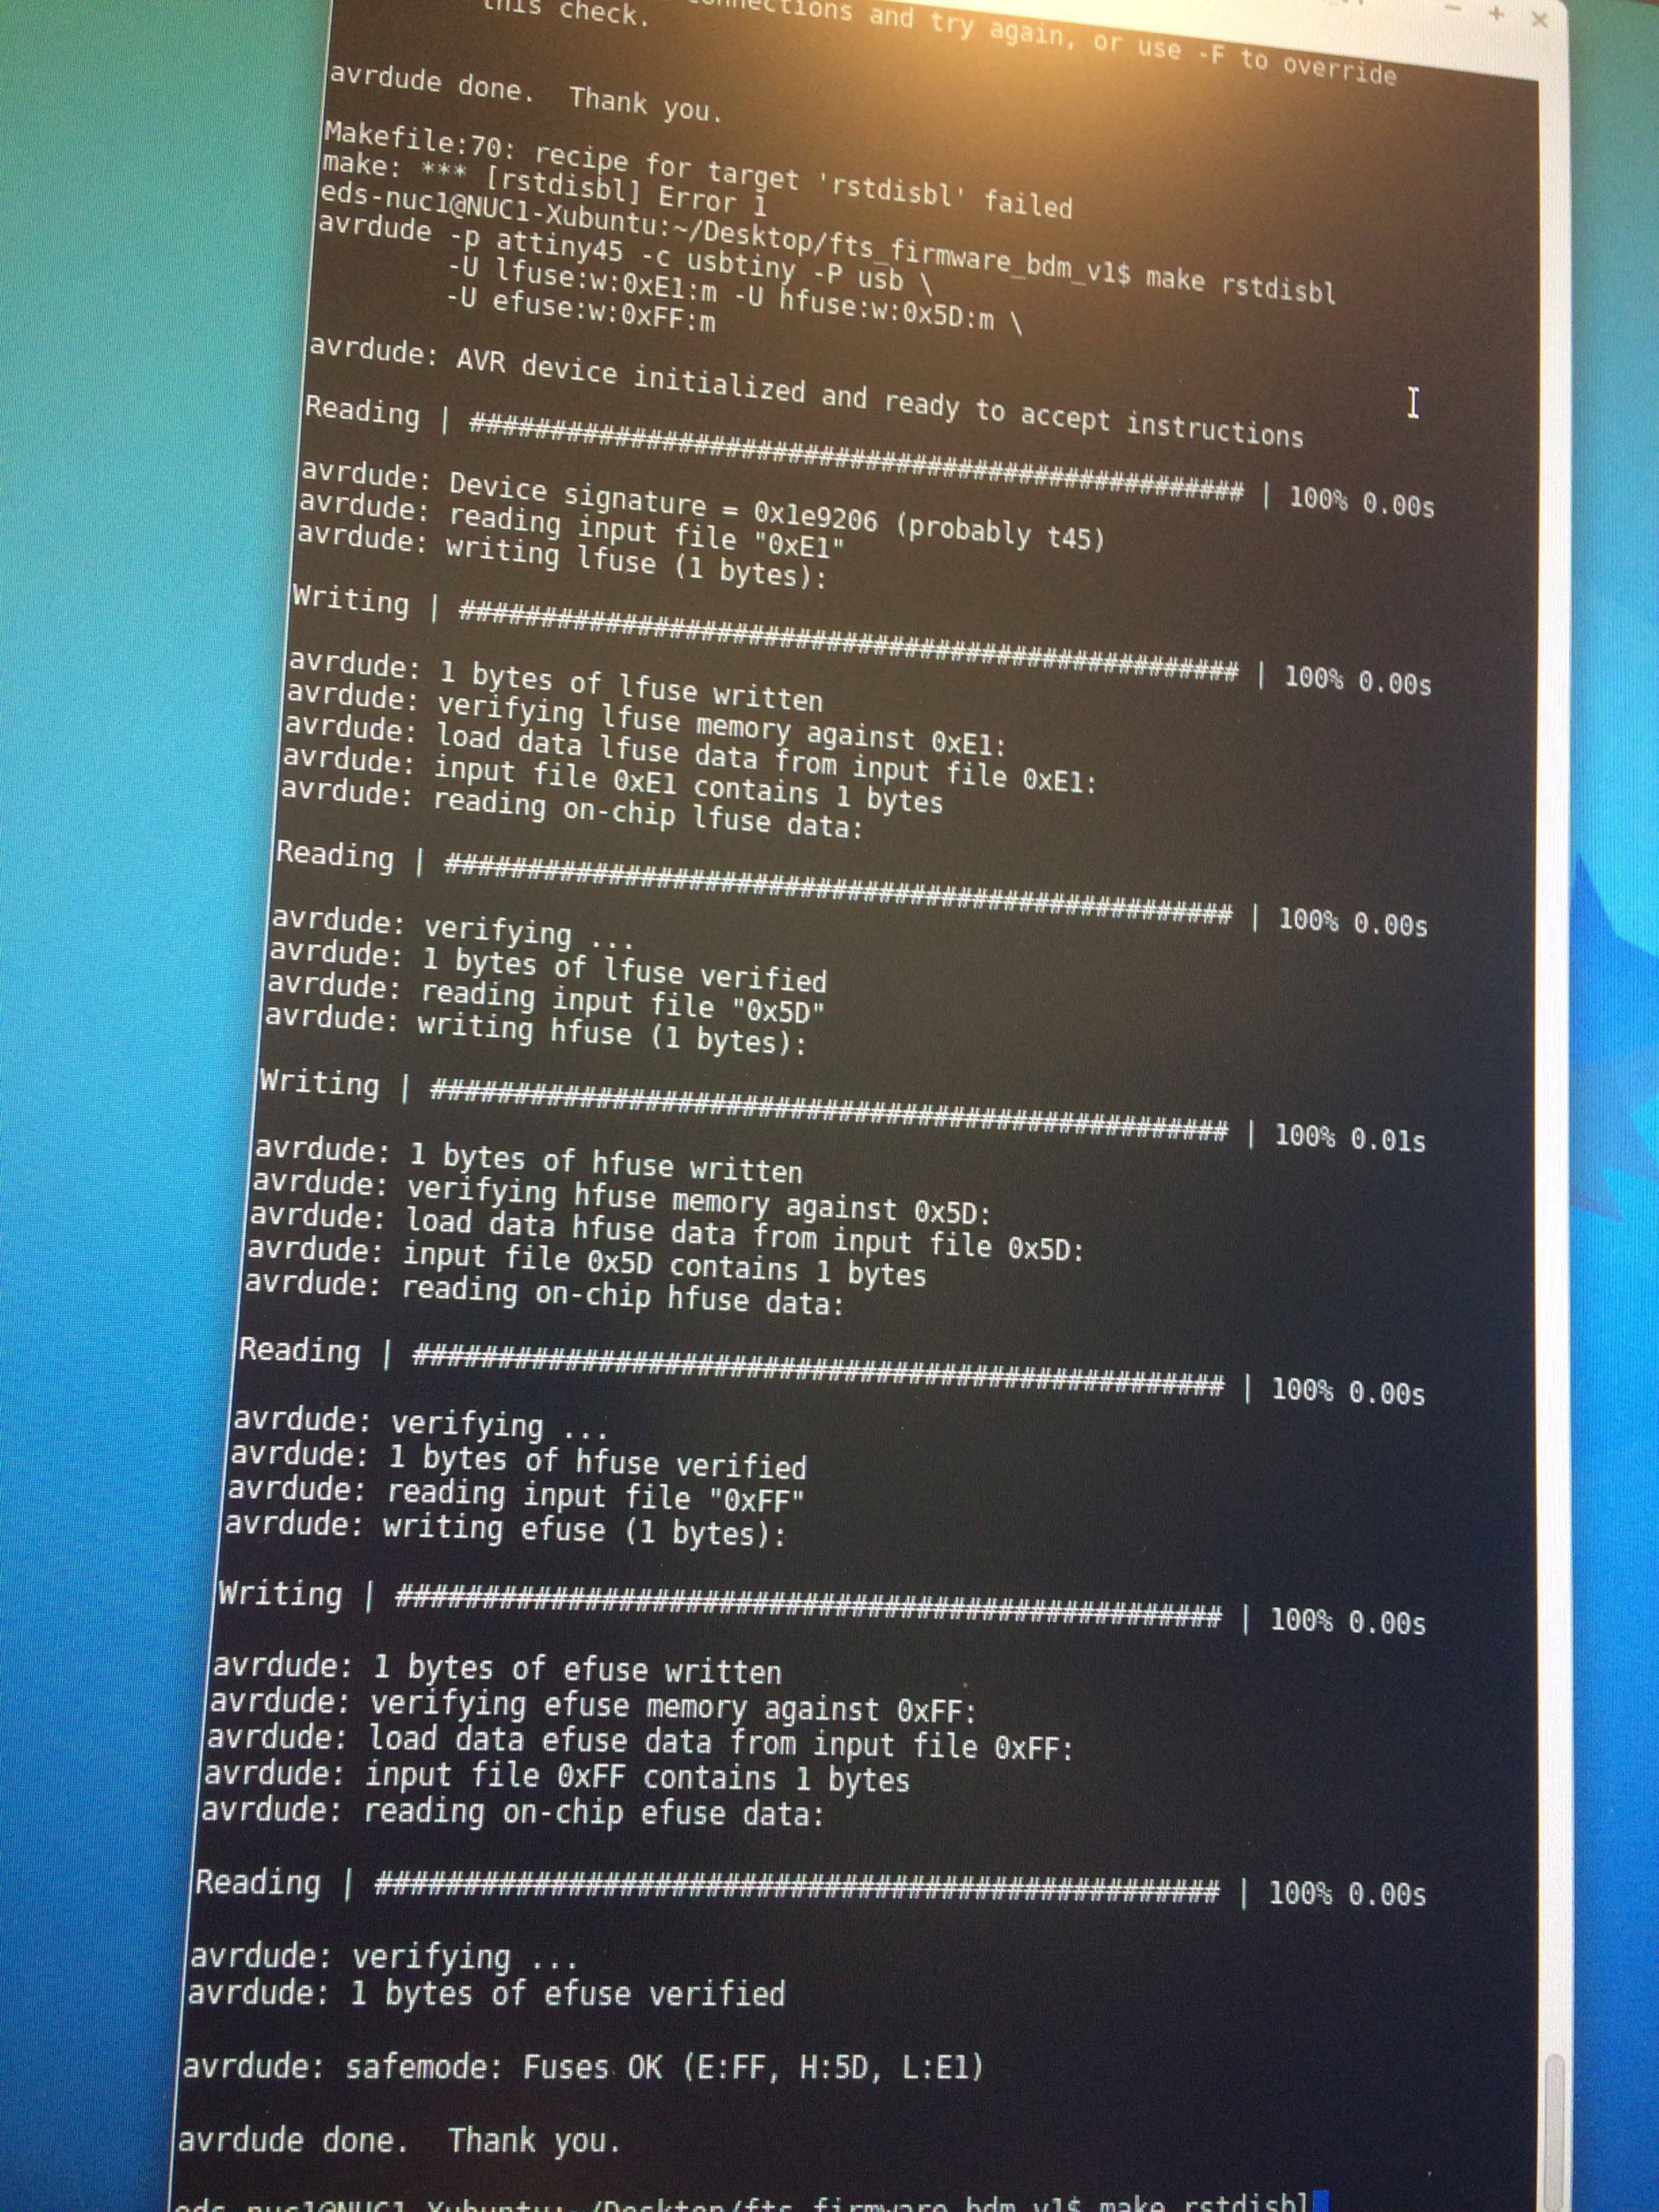 this check. connections and try again, or use -F to override
avrdude done.  Thank you.
Makefile:70: recipe for target 'rstdisbl' failed
make: *** [rstdisbl] Error 1
eds-nuc1@NUC1-Xubuntu:~/Desktop/fts_firmware_bdm_v1$ make rstdisbl
avrdude -p attiny45 -c usbtiny -P usb \
-U lfuse:w:0xE1:m -U hfuse:w:0x5D:m \
-U efuse:w:0xFF:m
avrdude: AVR device initialized and ready to accept instructions
Reading | ################################################## | 100% 0.00s
avrdude: Device signature = 0x1e9206 (probably t45)
avrdude: reading input file "0xE1"
avrdude: writing lfuse (1 bytes):
Writing | ################################################## | 100% 0.00s
avrdude: 1 bytes of lfuse written
avrdude: verifying lfuse memory against 0xE1:
avrdude: load data lfuse data from input file 0xE1:
avrdude: input file 0xE1 contains 1 bytes
avrdude: reading on-chip lfuse data:
Reading | ################################################## | 100% 0.00s
avrdude: verifying ...
avrdude: 1 bytes of lfuse verified
avrdude: reading input file "0x5D"
avrdude: writing hfuse (1 bytes):
Writing | ################################################## | 100% 0.01s
avrdude: 1 bytes of hfuse written
avrdude: verifying hfuse memory against 0x5D:
avrdude: load data hfuse data from input file 0x5D:
avrdude: input file 0x5D contains 1 bytes
avrdude: reading on-chip hfuse data:
Reading | ################################################## | 100% 0.00s
avrdude: verifying ...
avrdude: 1 bytes of hfuse verified
avrdude: reading input file "0xFF"
avrdude: writing efuse (1 bytes):
Writing | ################################################## | 100% 0.00s
avrdude: 1 bytes of efuse written
avrdude: verifying efuse memory against 0xFF:
avrdude: load data efuse data from input file 0xFF:
avrdude: input file 0xFF contains 1 bytes
avrdude: reading on-chip efuse data:
Reading | ################################################## | 100% 0.00s
avrdude: verifying ...
avrdude: 1 bytes of efuse verified
avrdude: safemode: Fuses OK (E:FF, H:5D, L:E1)
avrdude done.  Thank you.
eds-nuc1@NUC1-Xubuntu:~/Desktop/fts_firmware_bdm_v1$ make rstdisbl